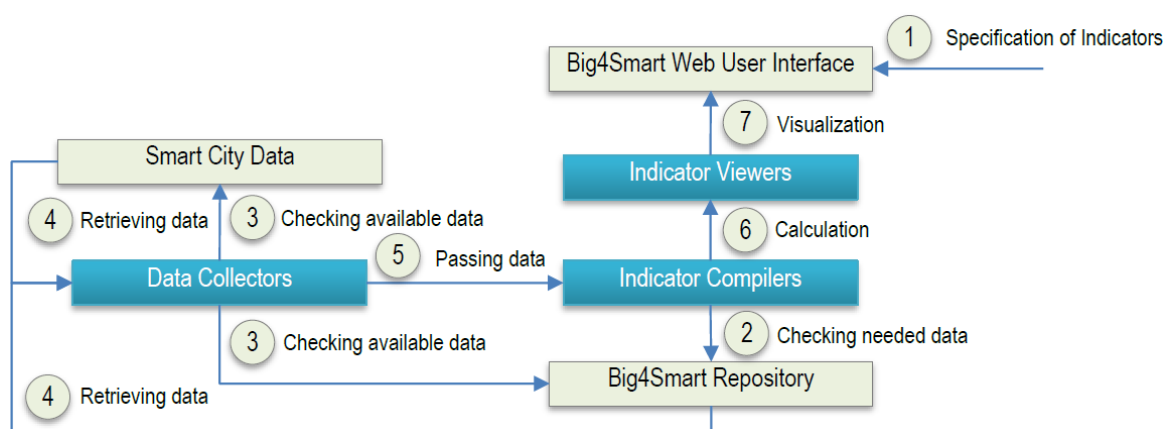 1 Specification of Indicators
Big4Smart Web User Interface
7 Visualization
Smart City Data
Indicator Viewers
4 Retrieving data
3 Checking available data
6 Calculation
5 Passing data
Data Collectors
Indicator Compilers
3 Checking available data
2 Checking needed data
Big4Smart Repository
4 Retrieving data